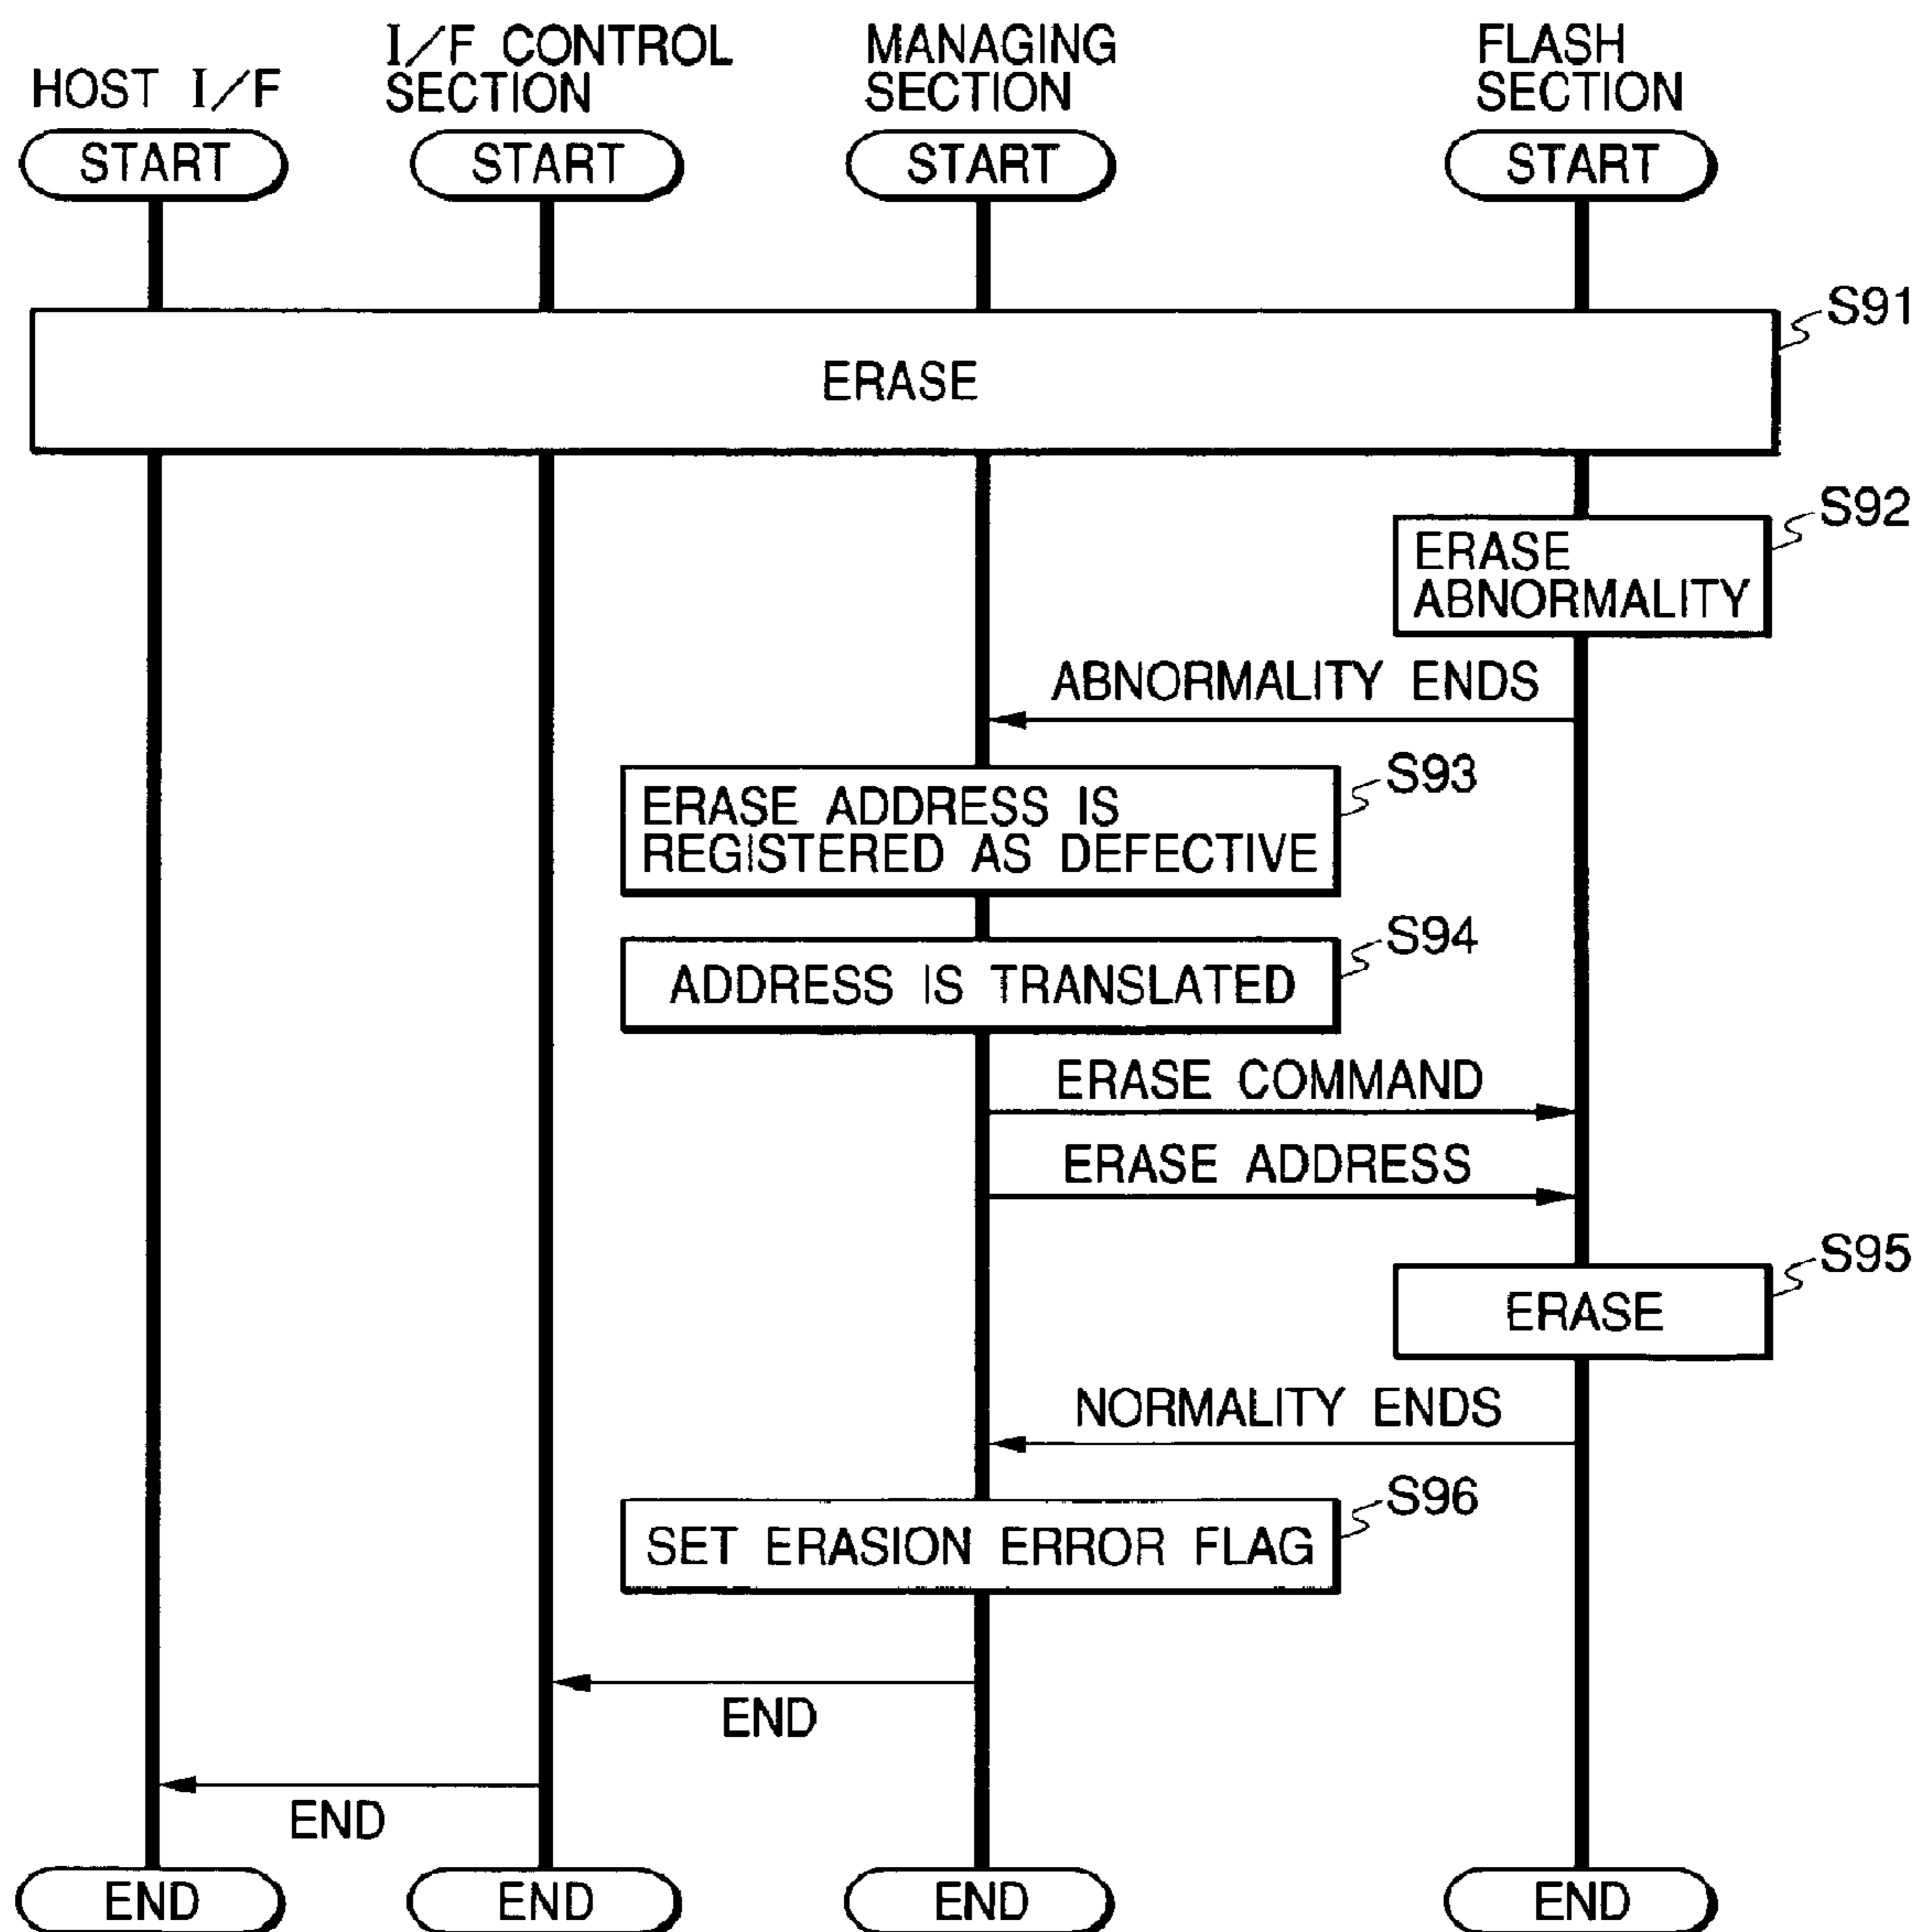 HOST I/F
I/F CONTROL
SECTION
MANAGING
SECTION
FLASH
SECTION
START
START
START
START
S91
ERASE
S92
ERASE
ABNORMALITY
ABNORMALITY ENDS
S93
ERASE ADDRESS IS
REGISTERED AS DEFECTIVE
S94
ADDRESS IS TRANSLATED
ERASE COMMAND
ERASE ADDRESS
S95
ERASE
NORMALITY ENDS
S96
SET ERASION ERROR FLAG
END
END
END
END
END
END